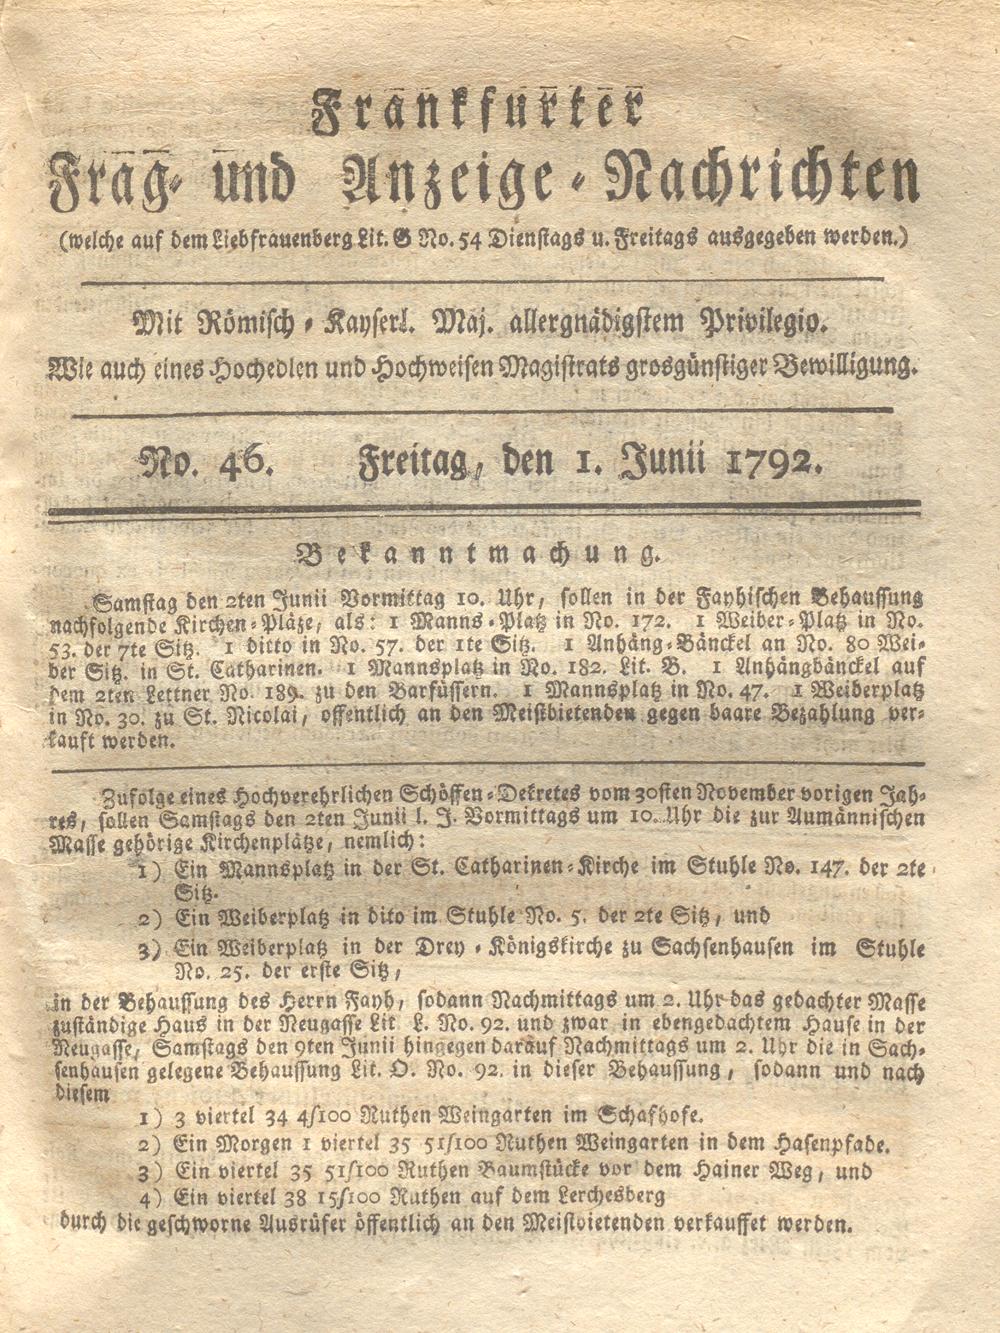 Frankfurter
Frag- und Anzeige-Nachrichten
(welche auf dem Liebfrauenberg Lit. G No. 54 Dienstags u. Freitags ausgegeben werden.)
Mit Römisch-Kayserl. Maj. allergnädigstem Privilegio.
Wie auch eines Hochedlen und Hochweisen Magistrats grosgünstiger Bewilligung.
No. 46. Freitag, den 1. Junii 1792.
Bekanntmachung.
Samstag den 2ten Junii Vormittag 10. Uhr, sollen in der Fayhischen Behaussung
nachfolgende Kirchen-Pläze, als: 1 Manns-Platz in No. 172. 1 Weiber-Platz in No.
53. der 7te Sitz. 1 ditto in No. 57. der 1te Sitz. 1 Anhäng-Bänckel an No. 80 Wei-
ber Sitz. in St. Catharinen. 1 Mannsplatz in No. 182. Lit. B. 1 Anhängbänckel auf
dem 2ten Lettner No. 189. zu den Barfüssern. 1 Mannsplatz in No. 47. 1 Weiberplatz
in No. 30. zu St. Nicolai, offentlich an den Meistbietenden gegen baare Bezahlung ver-
kauft werden.
Zufolge eines Hochverehrlichen Schöffen-Dekretes vom 30sten November vorigen Jah-
res, sollen Samstags den 2ten Junii l. J. Vormittags um 10. Uhr die zur Aumännischen
Masse gehörige Kirchenplätze, nemlich:
1) Ein Mannsplatz in der St. Catharinen-Kirche im Stuhle No. 147. der 2te
Sitz.
2) Ein Weiberplatz in dito im Stuhle No. 5. der 2te Sitz, und
3) Ein Weiberplatz in der Drey-Königskirche zu Sachsenhausen im Stuhle
No. 25. der erste Sitz,
in der Behaussung des Herrn Fayh, sodann Nachmittags um 2. Uhr das gedachter Masse
zuständige Haus in der Neugasse Lit L. No. 92. und zwar in ebengedachtem Hause in der
Neugasse, Samstags den 9ten Junii hingegen darauf Nachmittags um 2. Uhr die in Sach-
senhausen gelegene Behaussung Lit. O. No. 92. in dieser Behaussung, sodann und nach
diesem
1) 3 viertel 34 4/100 Ruthen Weingarten im Schafhofe.
2) Ein Morgen 1 viertel 35 51/100 Ruthen Weingarten in dem Hasenpfade.
3) Ein viertel 35 51/100 Ruthen Baumstücke vor dem Hainer Weg, und
4) Ein viertel 38 15/100 Ruthen auf dem Lerchesberg
durch die geschworne Ausrüfer öffentlich an den Meistbietenden verkauffet werden.